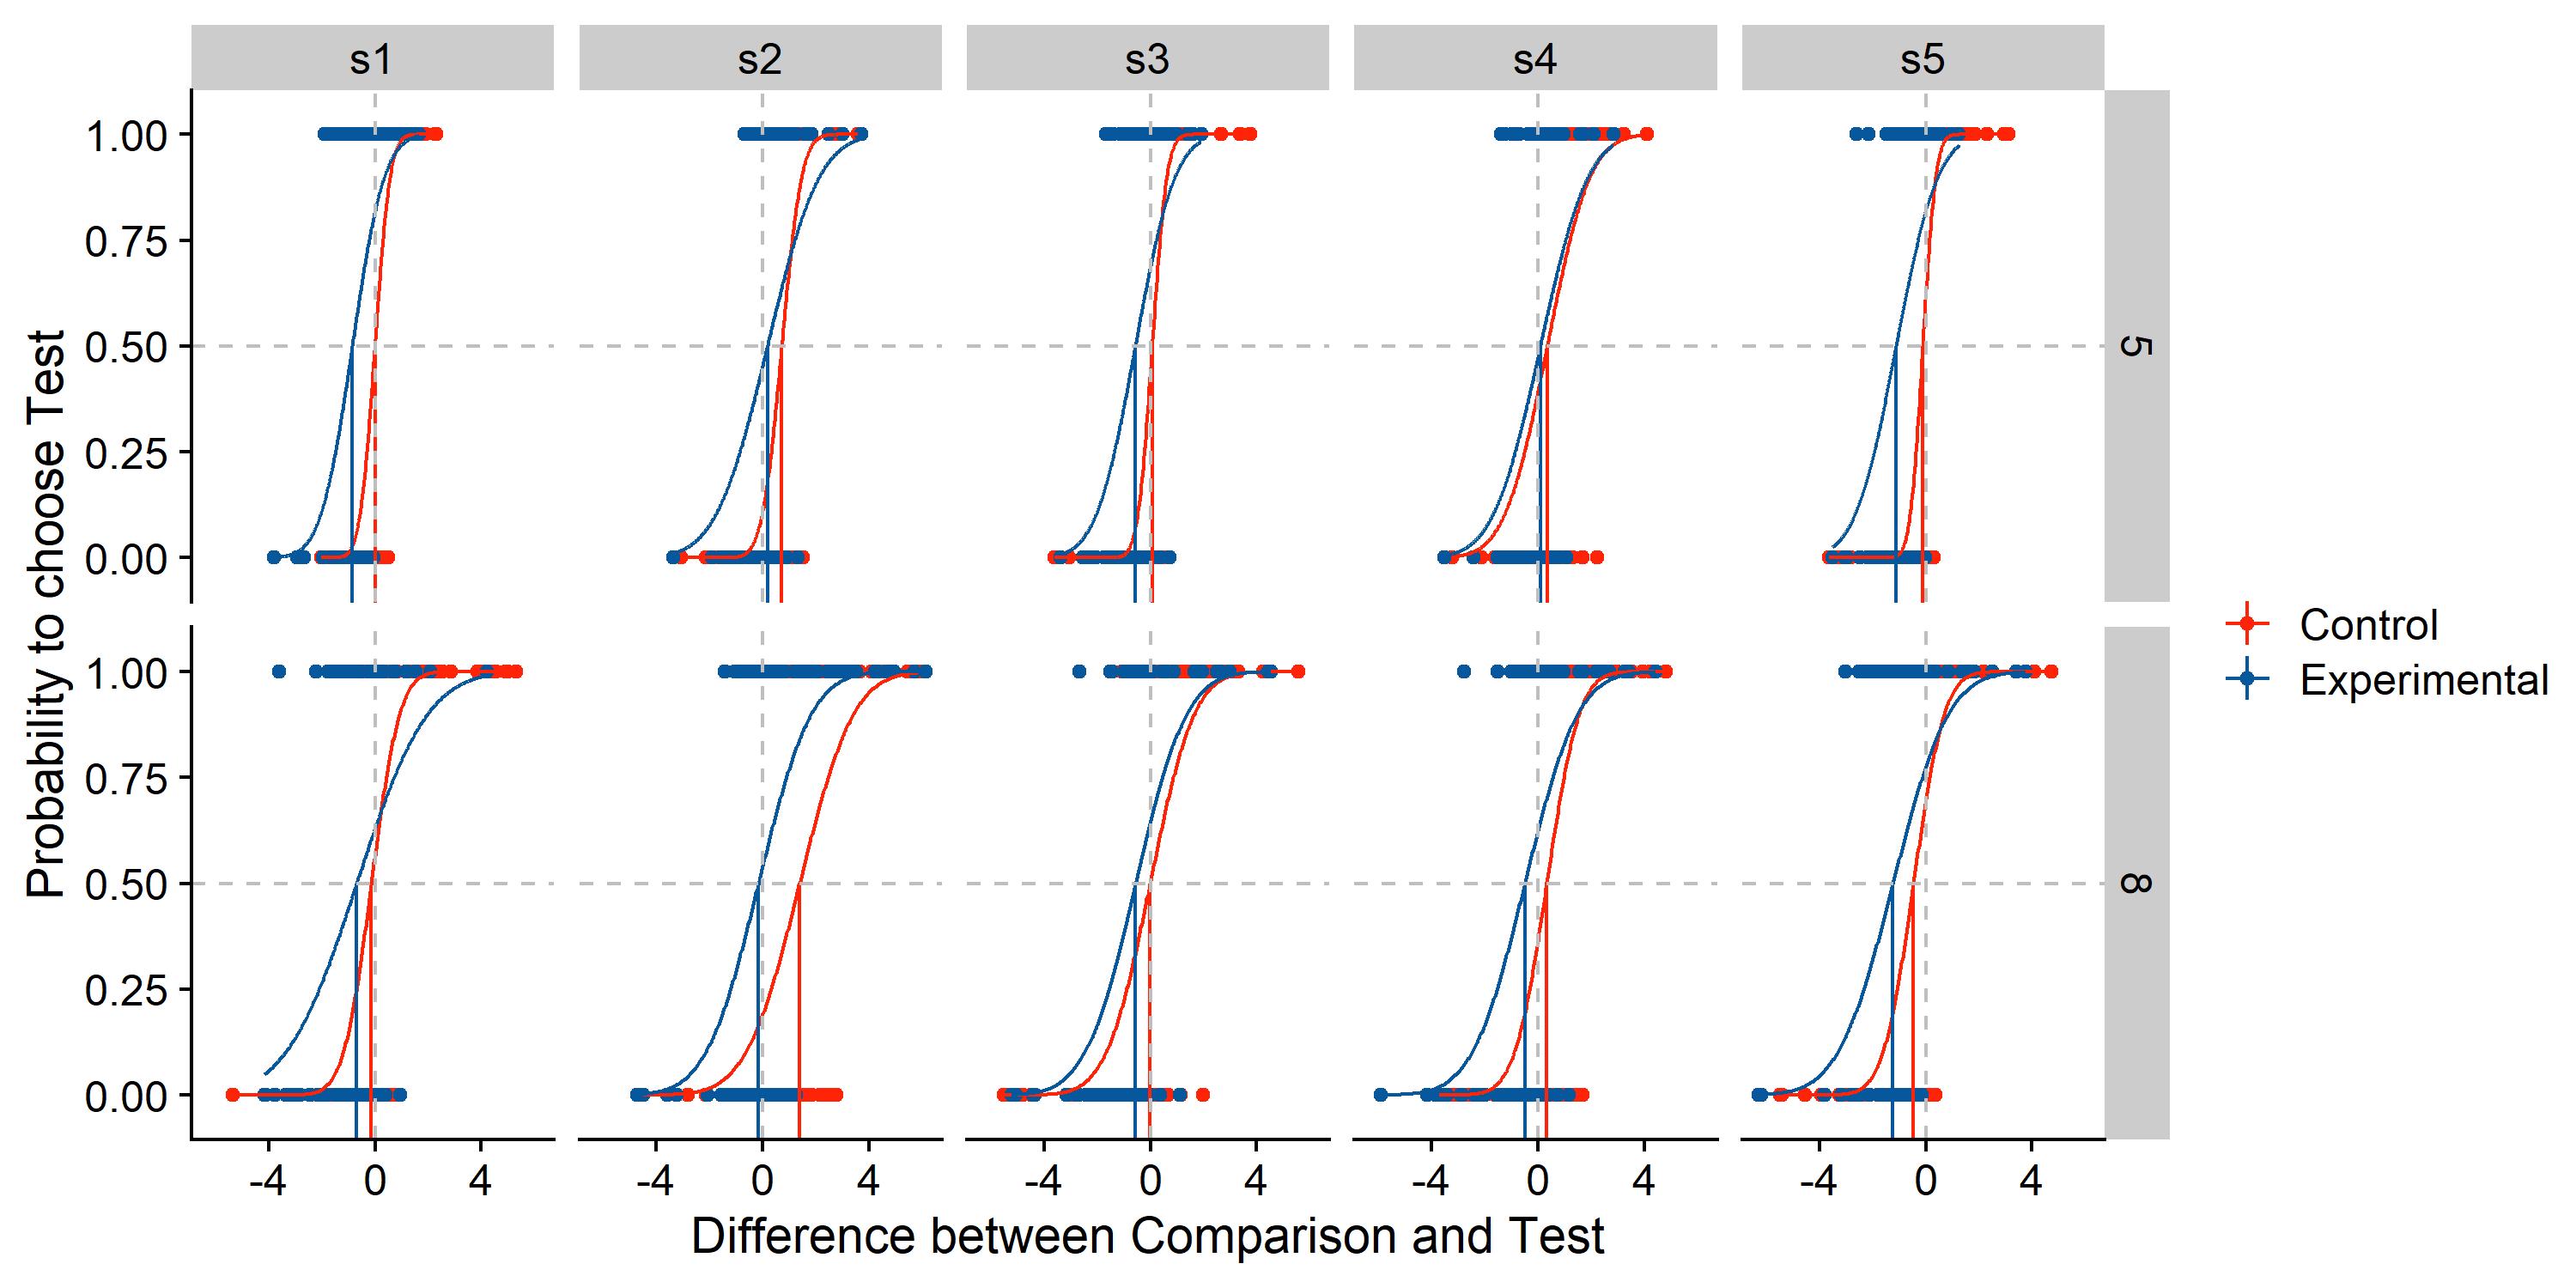 s1 s2 s3 s4 s5
1.00
0.75
0.50
0.25
0.00
5
1.00
0.75
0.50
0.25
0.00
8
-4 0 4 -4 0 4 -4 0 4 -4 0 4 -4 0 4
Difference between Comparison and Test
Probability to choose Test
Control
Experimental